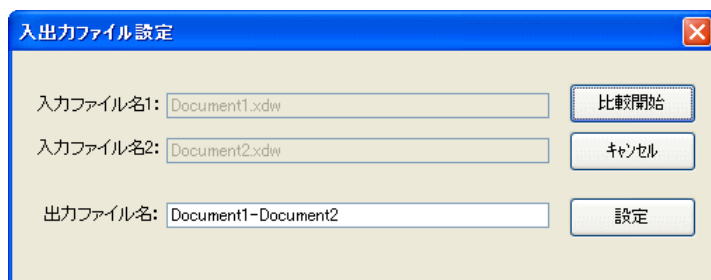 入出力ファイル設定
入力ファイル名1: Document1.xdw 比較開始
入力ファイル名2: Document2.xdw キャンセル
出力ファイル名: Document1-Document2 設定